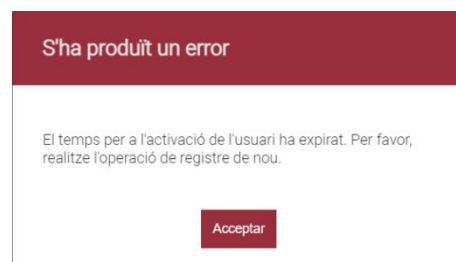 S'ha produït un error
El temps per a l'activació de l'usuari ha expirat. Per favor,
realitze l'operació de registre de nou.
Acceptar